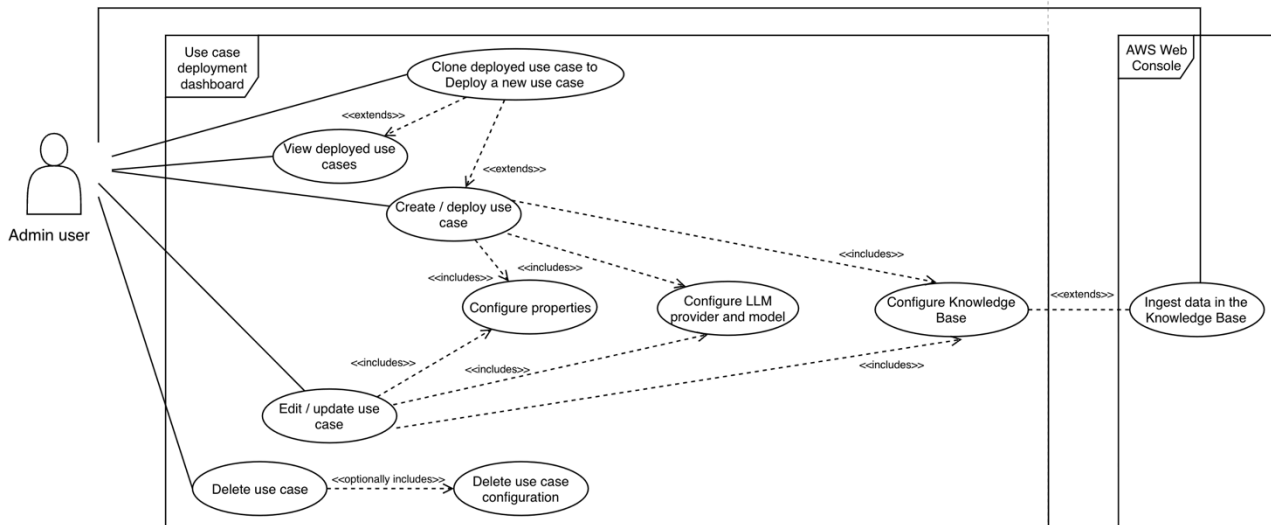 Use case
deployment
dashboard
Clone deployed use case to
Deploy a new use case
AWS Web
Console
<<extends>>
View deployed use
cases
<<extends>>
Admin user
Create / deploy use
case
<<includes>>
<<includes>>
<<includes>>
Configure properties
Configure LLM
provider and model
Configure Knowledge
Base
<<extends>>
Ingest data in the
Knowledge Base
<<includes>>
<<includes>>
<<includes>>
Edit / update use
case
Delete use case
<<optionally includes>>
Delete use case
configuration